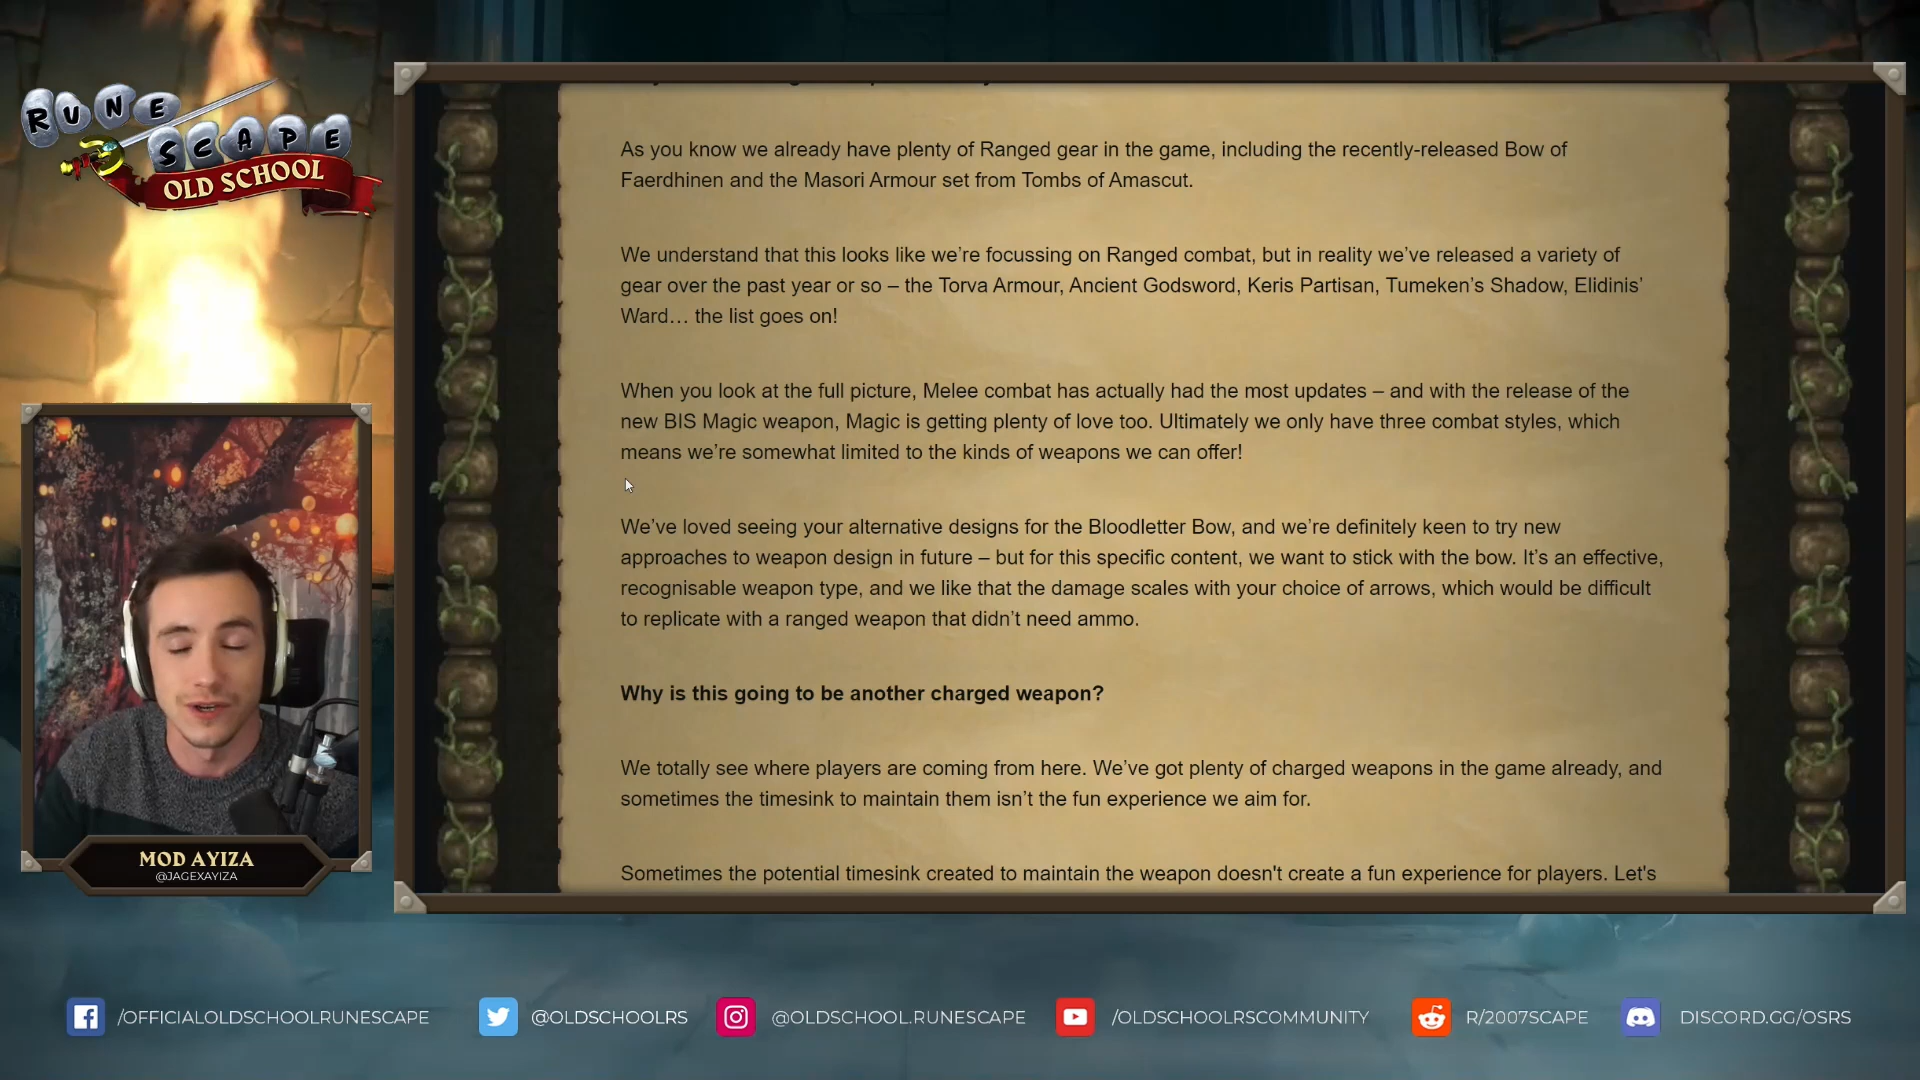 RUNE
SCAPE
OLD SCHOOL
As you know we already have plenty of Ranged gear in the game, including the recently-released Bow of
Faerdhinen and the Masori Armour set from Tombs of Amascut.
We understand that this looks like we’re focussing on Ranged combat, but in reality we’ve released a variety of
gear over the past year or so – the Torva Armour, Ancient Godsword, Keris Partisan, Tumeken’s Shadow, Elidinis’
Ward… the list goes on!
When you look at the full picture, Melee combat has actually had the most updates – and with the release of the
new BIS Magic weapon, Magic is getting plenty of love too. Ultimately we only have three combat styles, which
means we’re somewhat limited to the kinds of weapons we can offer!
We’ve loved seeing your alternative designs for the Bloodletter Bow, and we’re definitely keen to try new
approaches to weapon design in future – but for this specific content, we want to stick with the bow. It’s an effective,
recognisable weapon type, and we like that the damage scales with your choice of arrows, which would be difficult
to replicate with a ranged weapon that didn’t need ammo.
Why is this going to be another charged weapon?
We totally see where players are coming from here. We’ve got plenty of charged weapons in the game already, and
sometimes the timesink to maintain them isn’t the fun experience we aim for.
Sometimes the potential timesink created to maintain the weapon doesn't create a fun experience for players. Let's
MOD AYIZA
@JAGEXAYIZA
/OFFICIALOLDSCHOOLRUNESCAPE
@OLDSCHOOLRS
@OLDSCHOOL.RUNESCAPE
/OLDSCHOOLRSCOMMUNITY
R/2007SCAPE
DISCORD.GG/OSRS